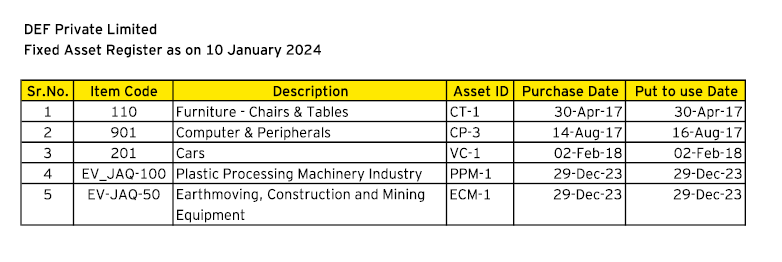 DEF Private Limited
Fixed Asset Register as on 10 January 2024
Sr.No. Item Code Description Asset ID Purchase Date Put to use Date
1 110 Furniture - Chairs & Tables CT-1 30-Apr-17 30-Apr-17
2 901 Computer & Peripherals CP-3 14-Aug-17 16-Aug-17
3 201 Cars VC-1 02-Feb-18 02-Feb-18
4 EV_JAQ-100 Plastic Processing Machinery Industry PPM-1 29-Dec-23 29-Dec-23
5 EV-JAQ-50 Earthmoving, Construction and Mining ECM-1 29-Dec-23 29-Dec-23
Equipment